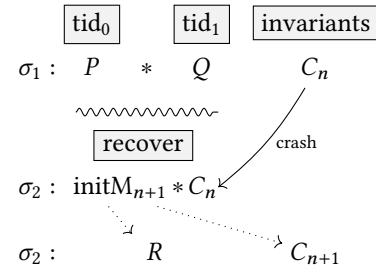 tid₀ tid₁ invariants
σ₁ : P * Q Cₙ
crash
recover
σ₂ : initMₙ₊₁ * Cₙ
σ₂ : R Cₙ₊₁